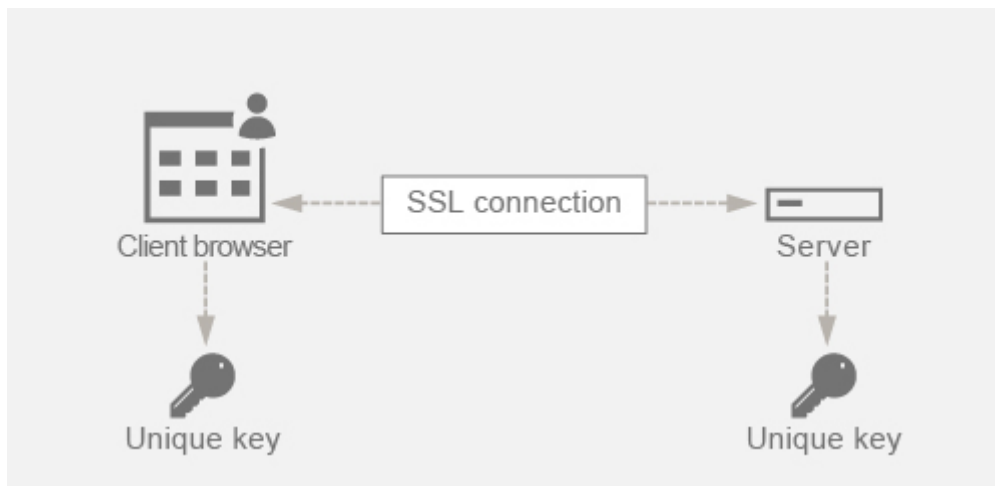 SSL connection
Client browser
Server
Unique key
Unique key